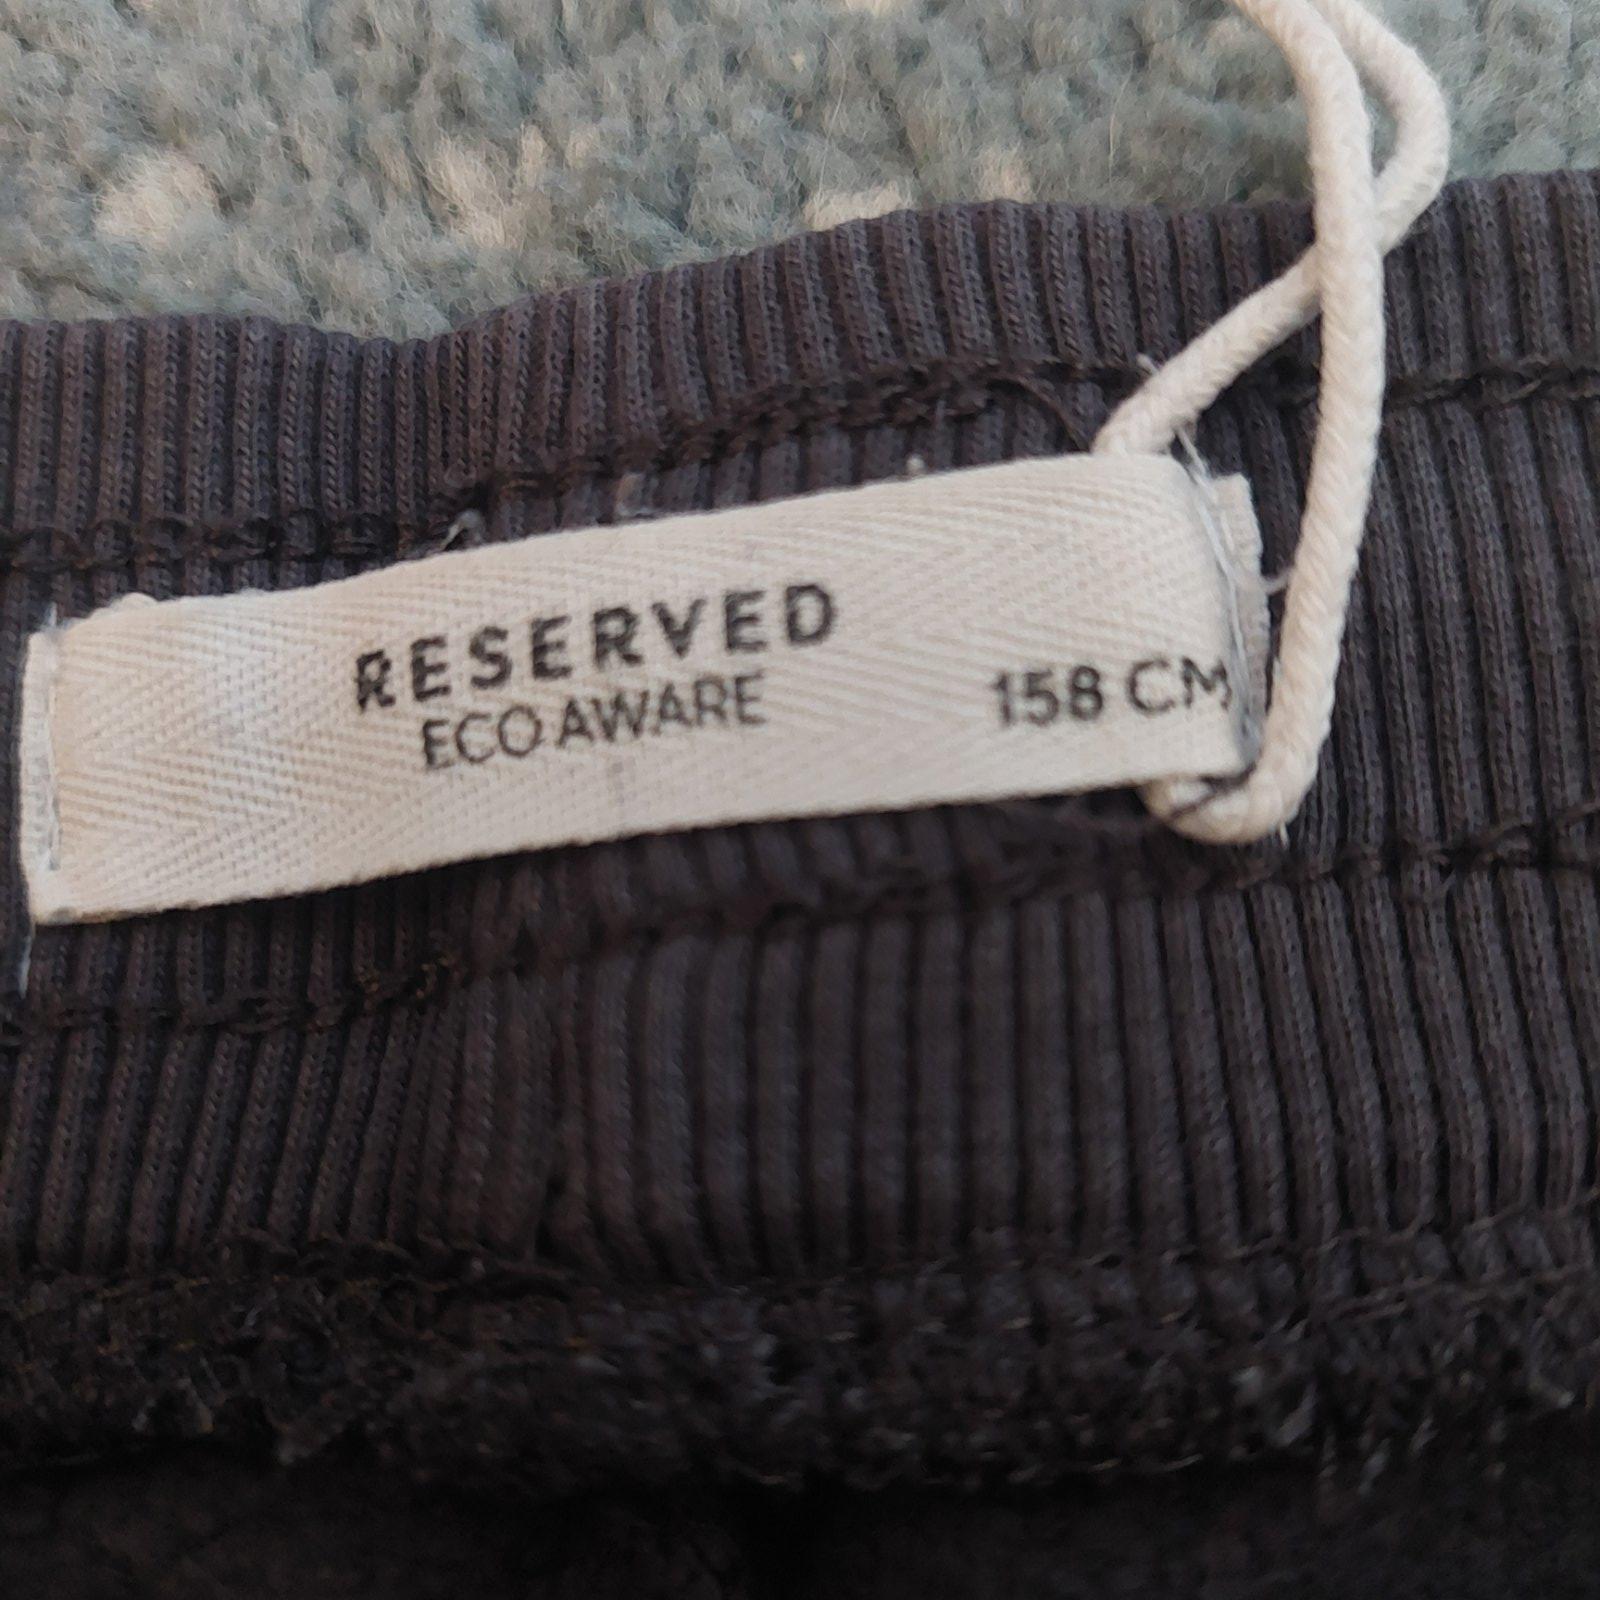 RESERVED
ECO AWARE
158 CM